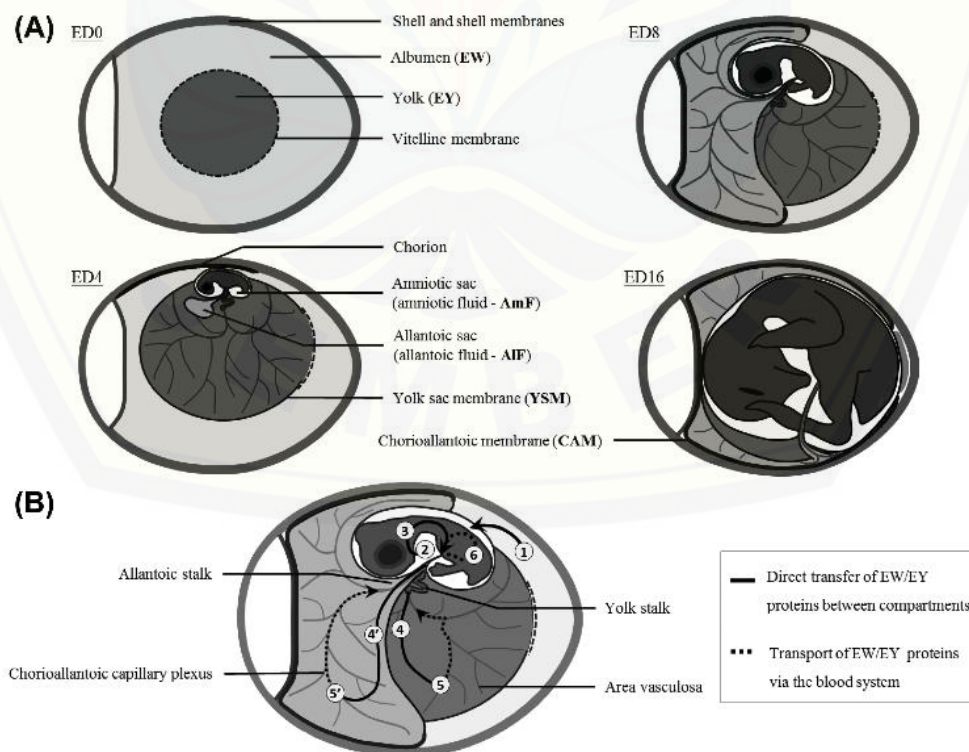 (A)
ED0
Shell and shell membranes
Albumen (EW)
Yolk (EY)
Vitelline membrane
ED8
ED4
Chorion
Amniotic sac
(amniotic fluid - AmF)
Allantoic sac
(allantoic fluid - AlF)
Yolk sac membrane (YSM)
Chorioallantoic membrane (CAM)
ED16
(B)
3
2
6
1
Allantoic stalk
Yolk stalk
4'
4
Chorioallantoic capillary plexus
5'
5
Area vasculosa
Direct transfer of EW/EY
proteins between compartments
Transport of EW/EY proteins
via the blood system